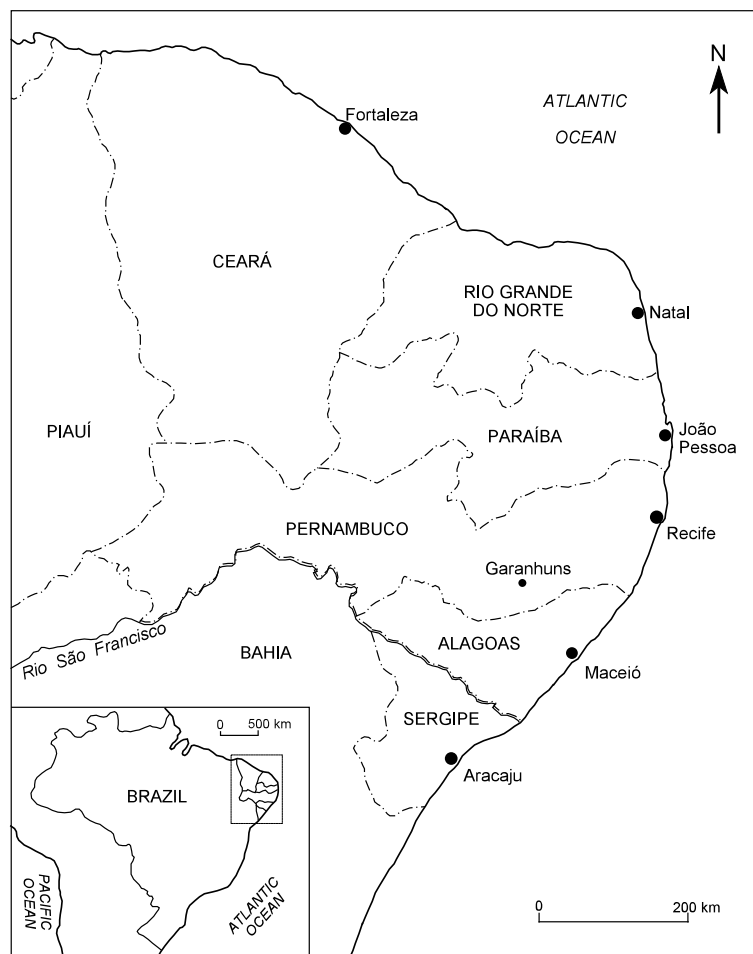 N
ATLANTIC
OCEAN
Fortaleza
CEARÁ
RIO GRANDE
DO NORTE
Natal
PIAUÍ
PARAÍBA
João
Pessoa
PERNAMBUCO
Recife
Garanhuns
Rio São Francisco
BAHIA
ALAGOAS
Maceió
SERGIPE
Aracaju
0 500 km
BRAZIL
PACIFIC
OCEAN
ATLANTIC
OCEAN
0 200 km